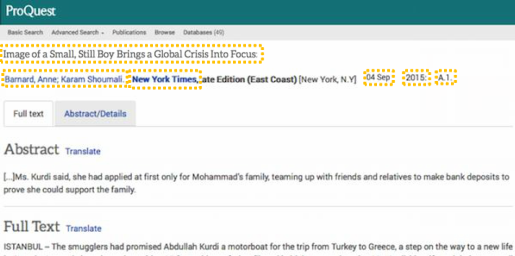 ProQuest
Basic Search Advanced Search Publications Browse Databases (49)
Image of a Small, Still Boy Brings a Global Crisis Into Focus:
Barnard, Anne; Karam Shoumali. New York Times, ate Edition (East Coast) [New York, N.Y] 04 Sep 2015: A.1.
Full text Abstract/Details
Abstract Translate
[...]Ms. Kurdi said, she had applied at first only for Mohammad's family, teaming up with friends and relatives to make bank deposits to
prove she could support the family.
Full Text Translate
ISTANBUL – The smugglers had promised Abdullah Kurdi a motorboat for the trip from Turkey to Greece, a step on the way to a new life